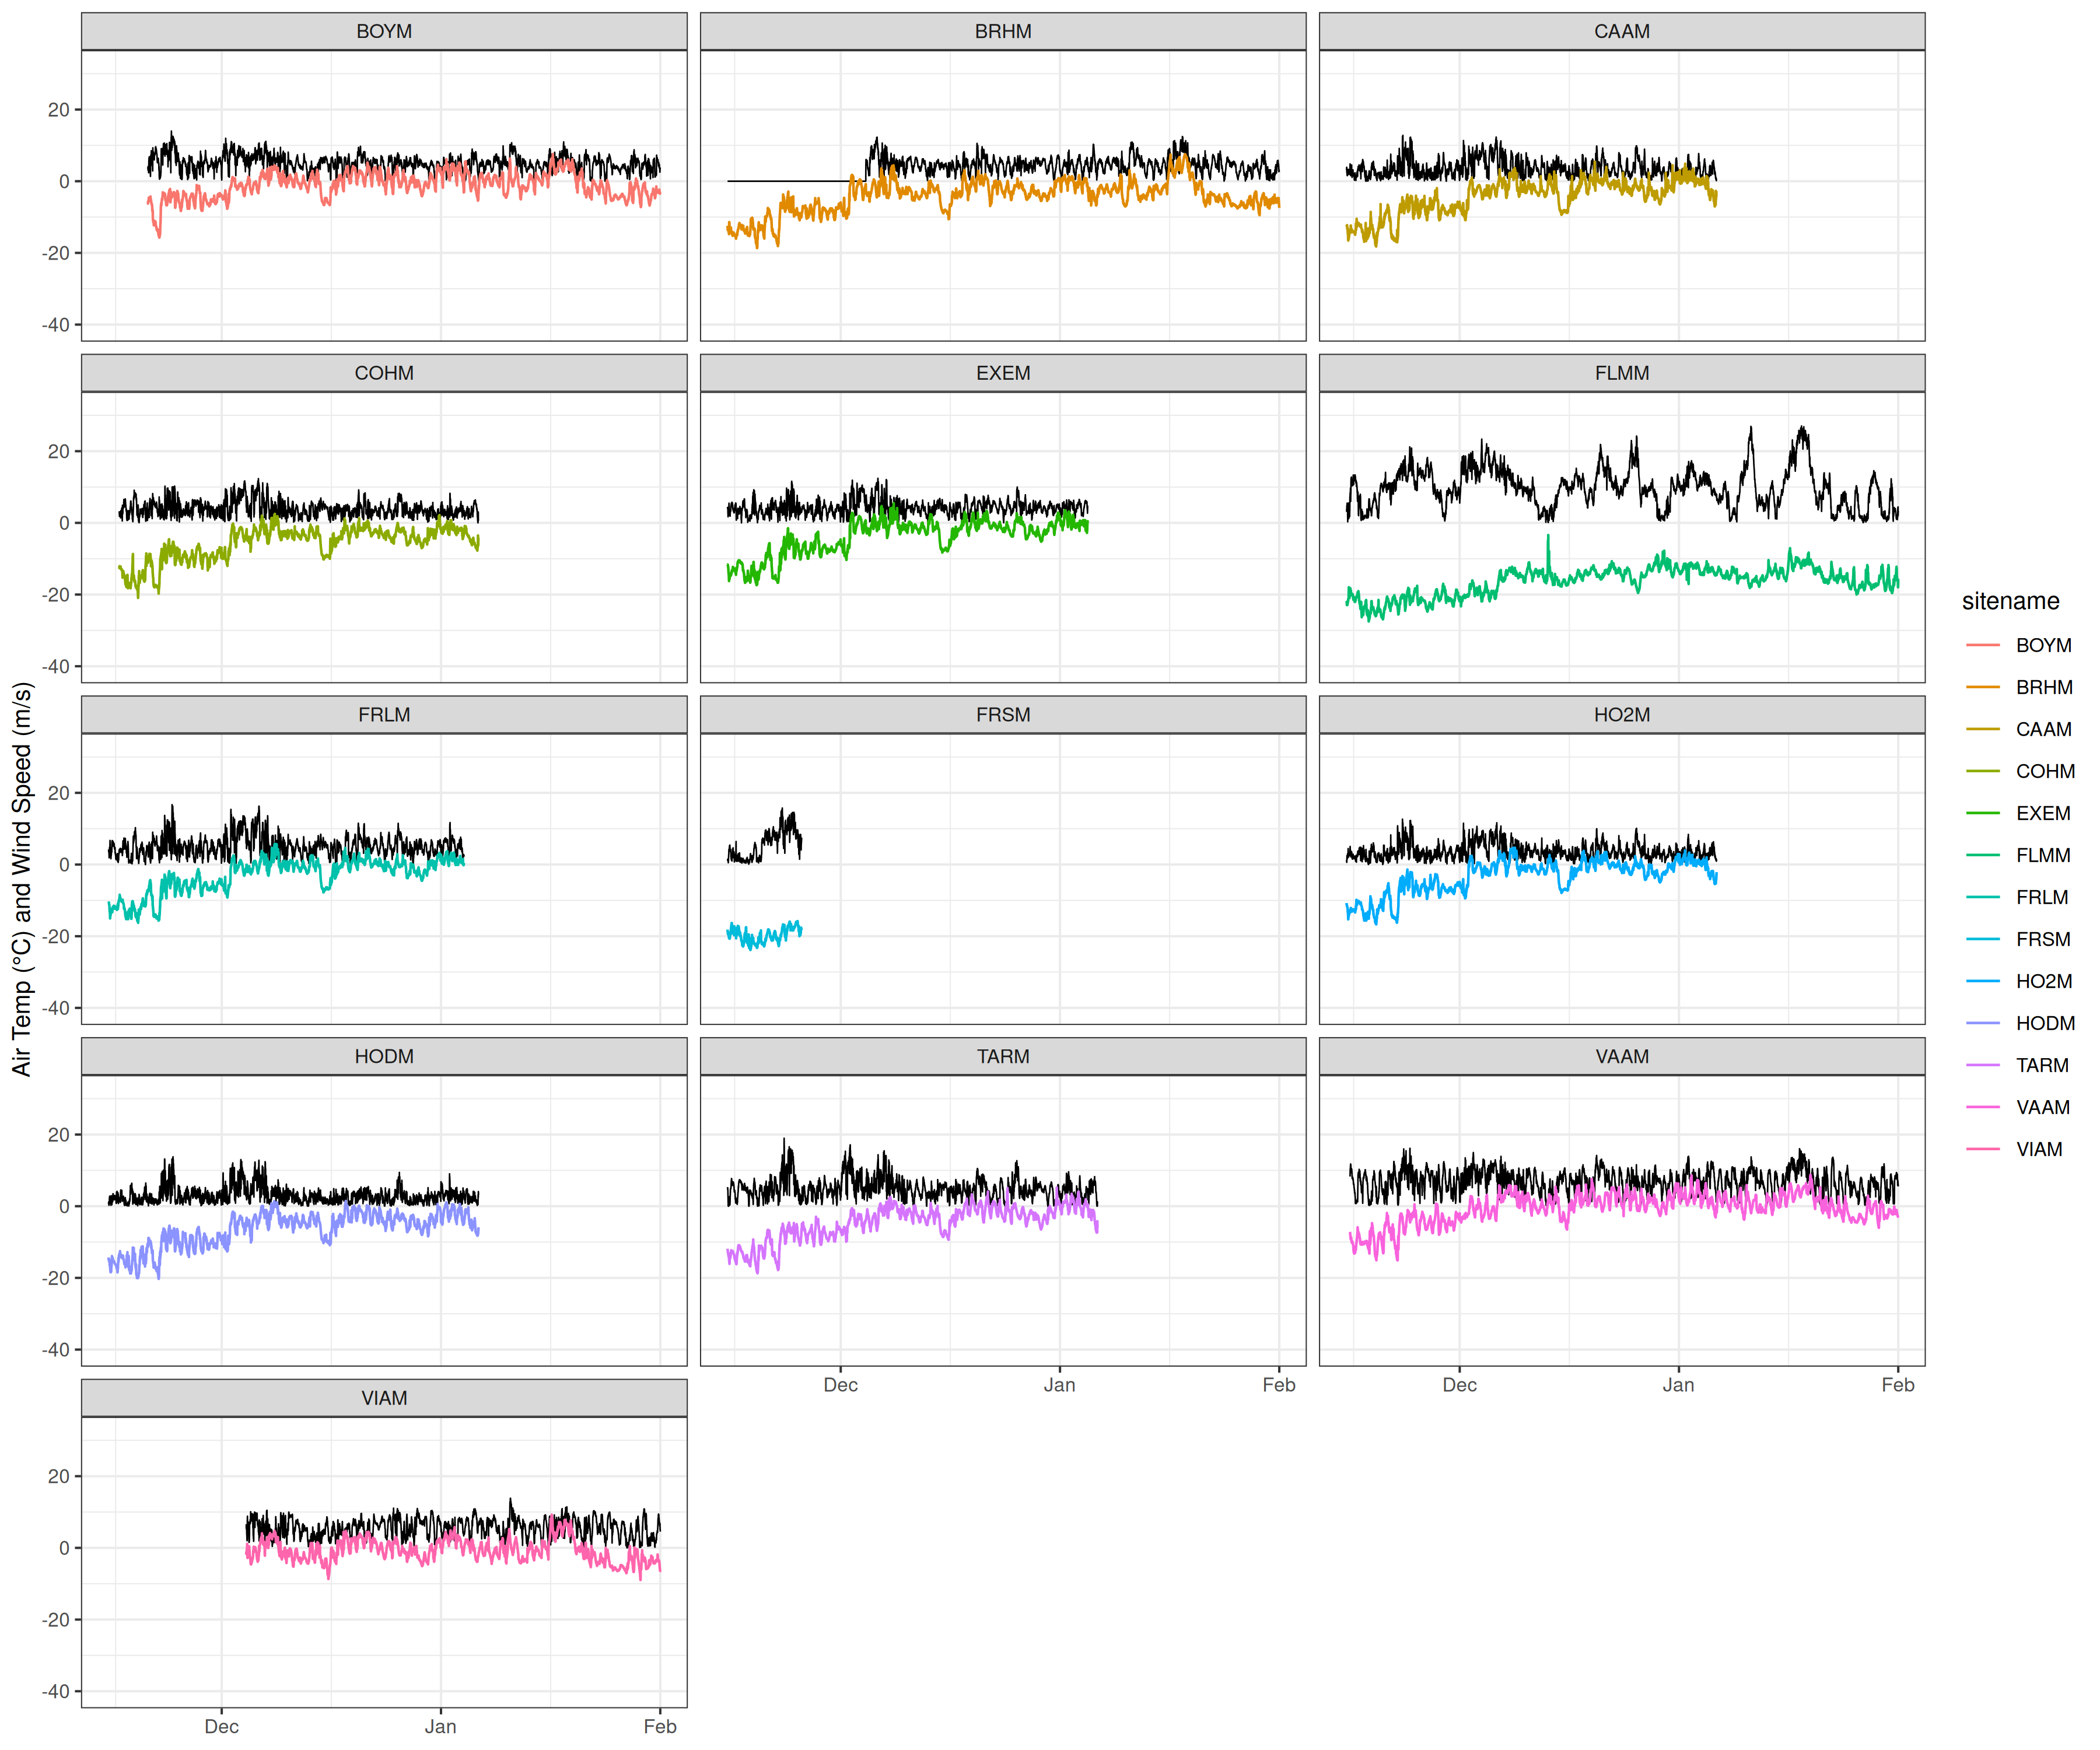 BOYM
BRHM
CAAM
20
0
-20
-40
COHM
EXEM
FLMM
20
0
-20
-40
FRLM
FRSM
HO2M
20
0
-20
-40
HODM
TARM
VAAM
20
0
-20
-40
Dec
Jan
Feb
Dec
Jan
Feb
VIAM
20
0
-20
-40
Dec
Jan
Feb
Air Temp (°C) and Wind Speed (m/s)
sitename
BOYM
BRHM
CAAM
COHM
EXEM
FLMM
FRLM
FRSM
HO2M
HODM
TARM
VAAM
VIAM